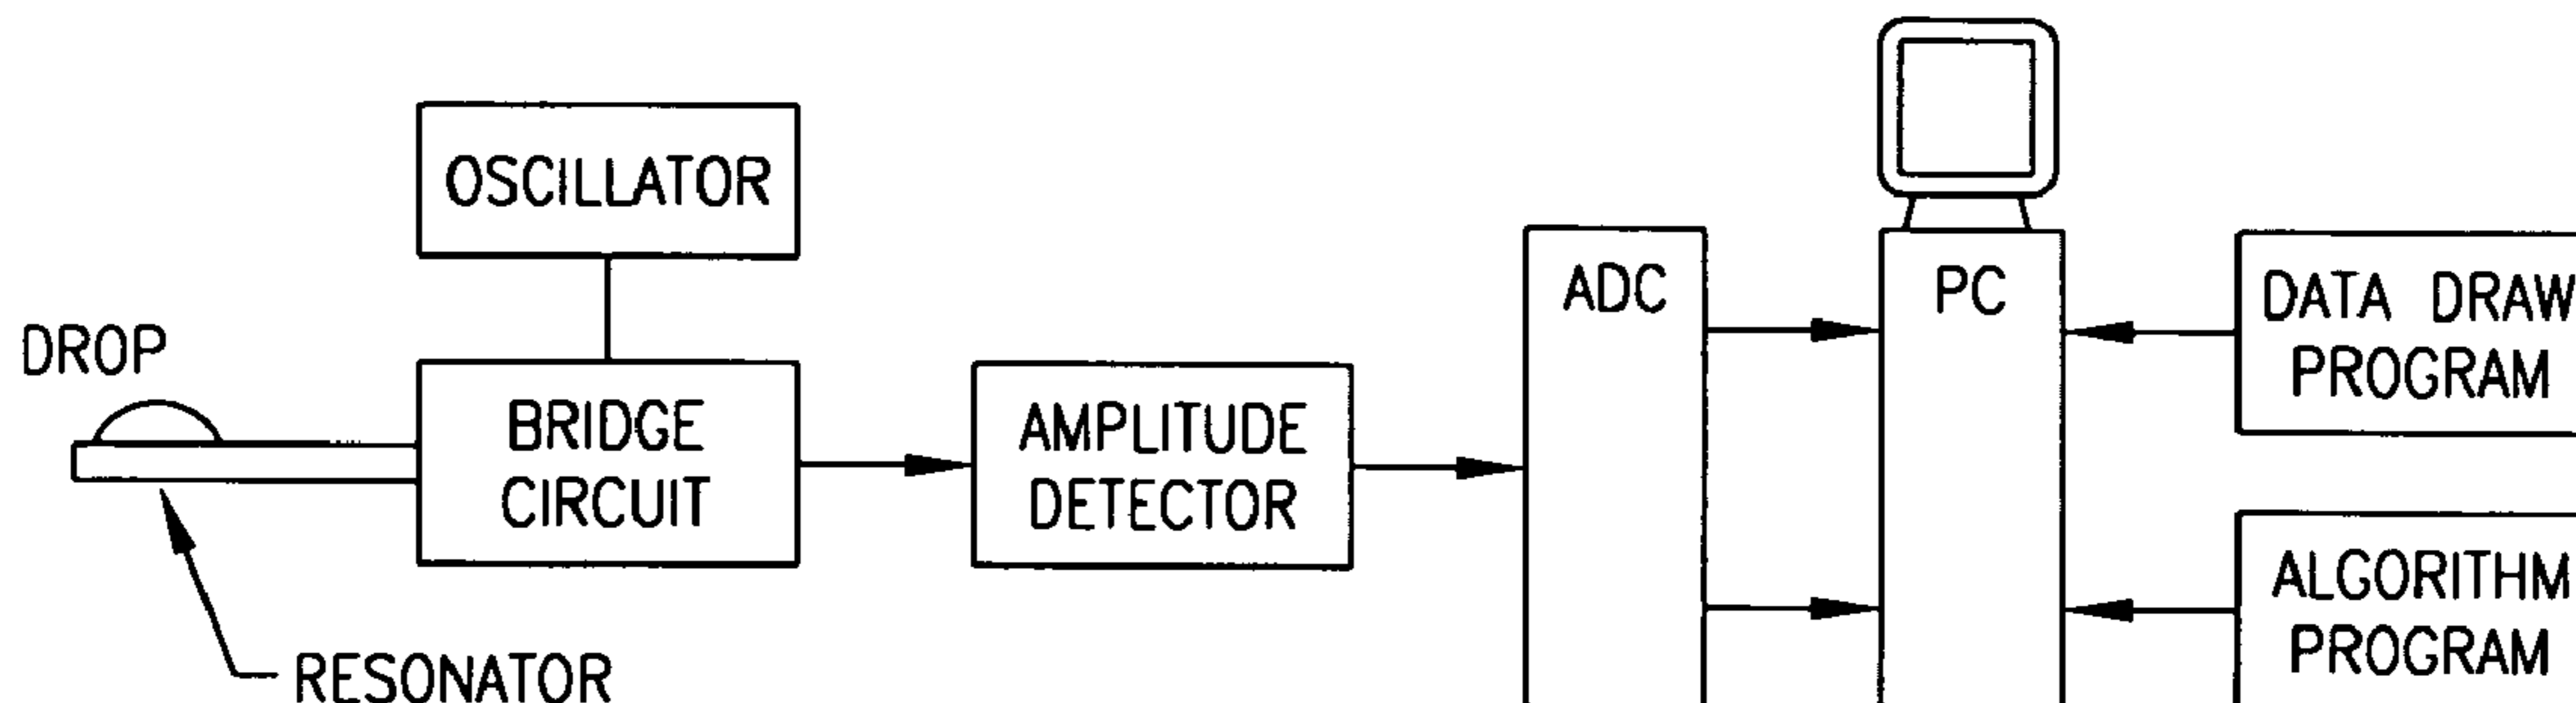 OSCILLATOR
DROP
BRIDGE
CIRCUIT
RESONATOR
AMPLITUDE
DETECTOR
ADC
PC
DATA DRAW
PROGRAM
ALGORITHM
PROGRAM